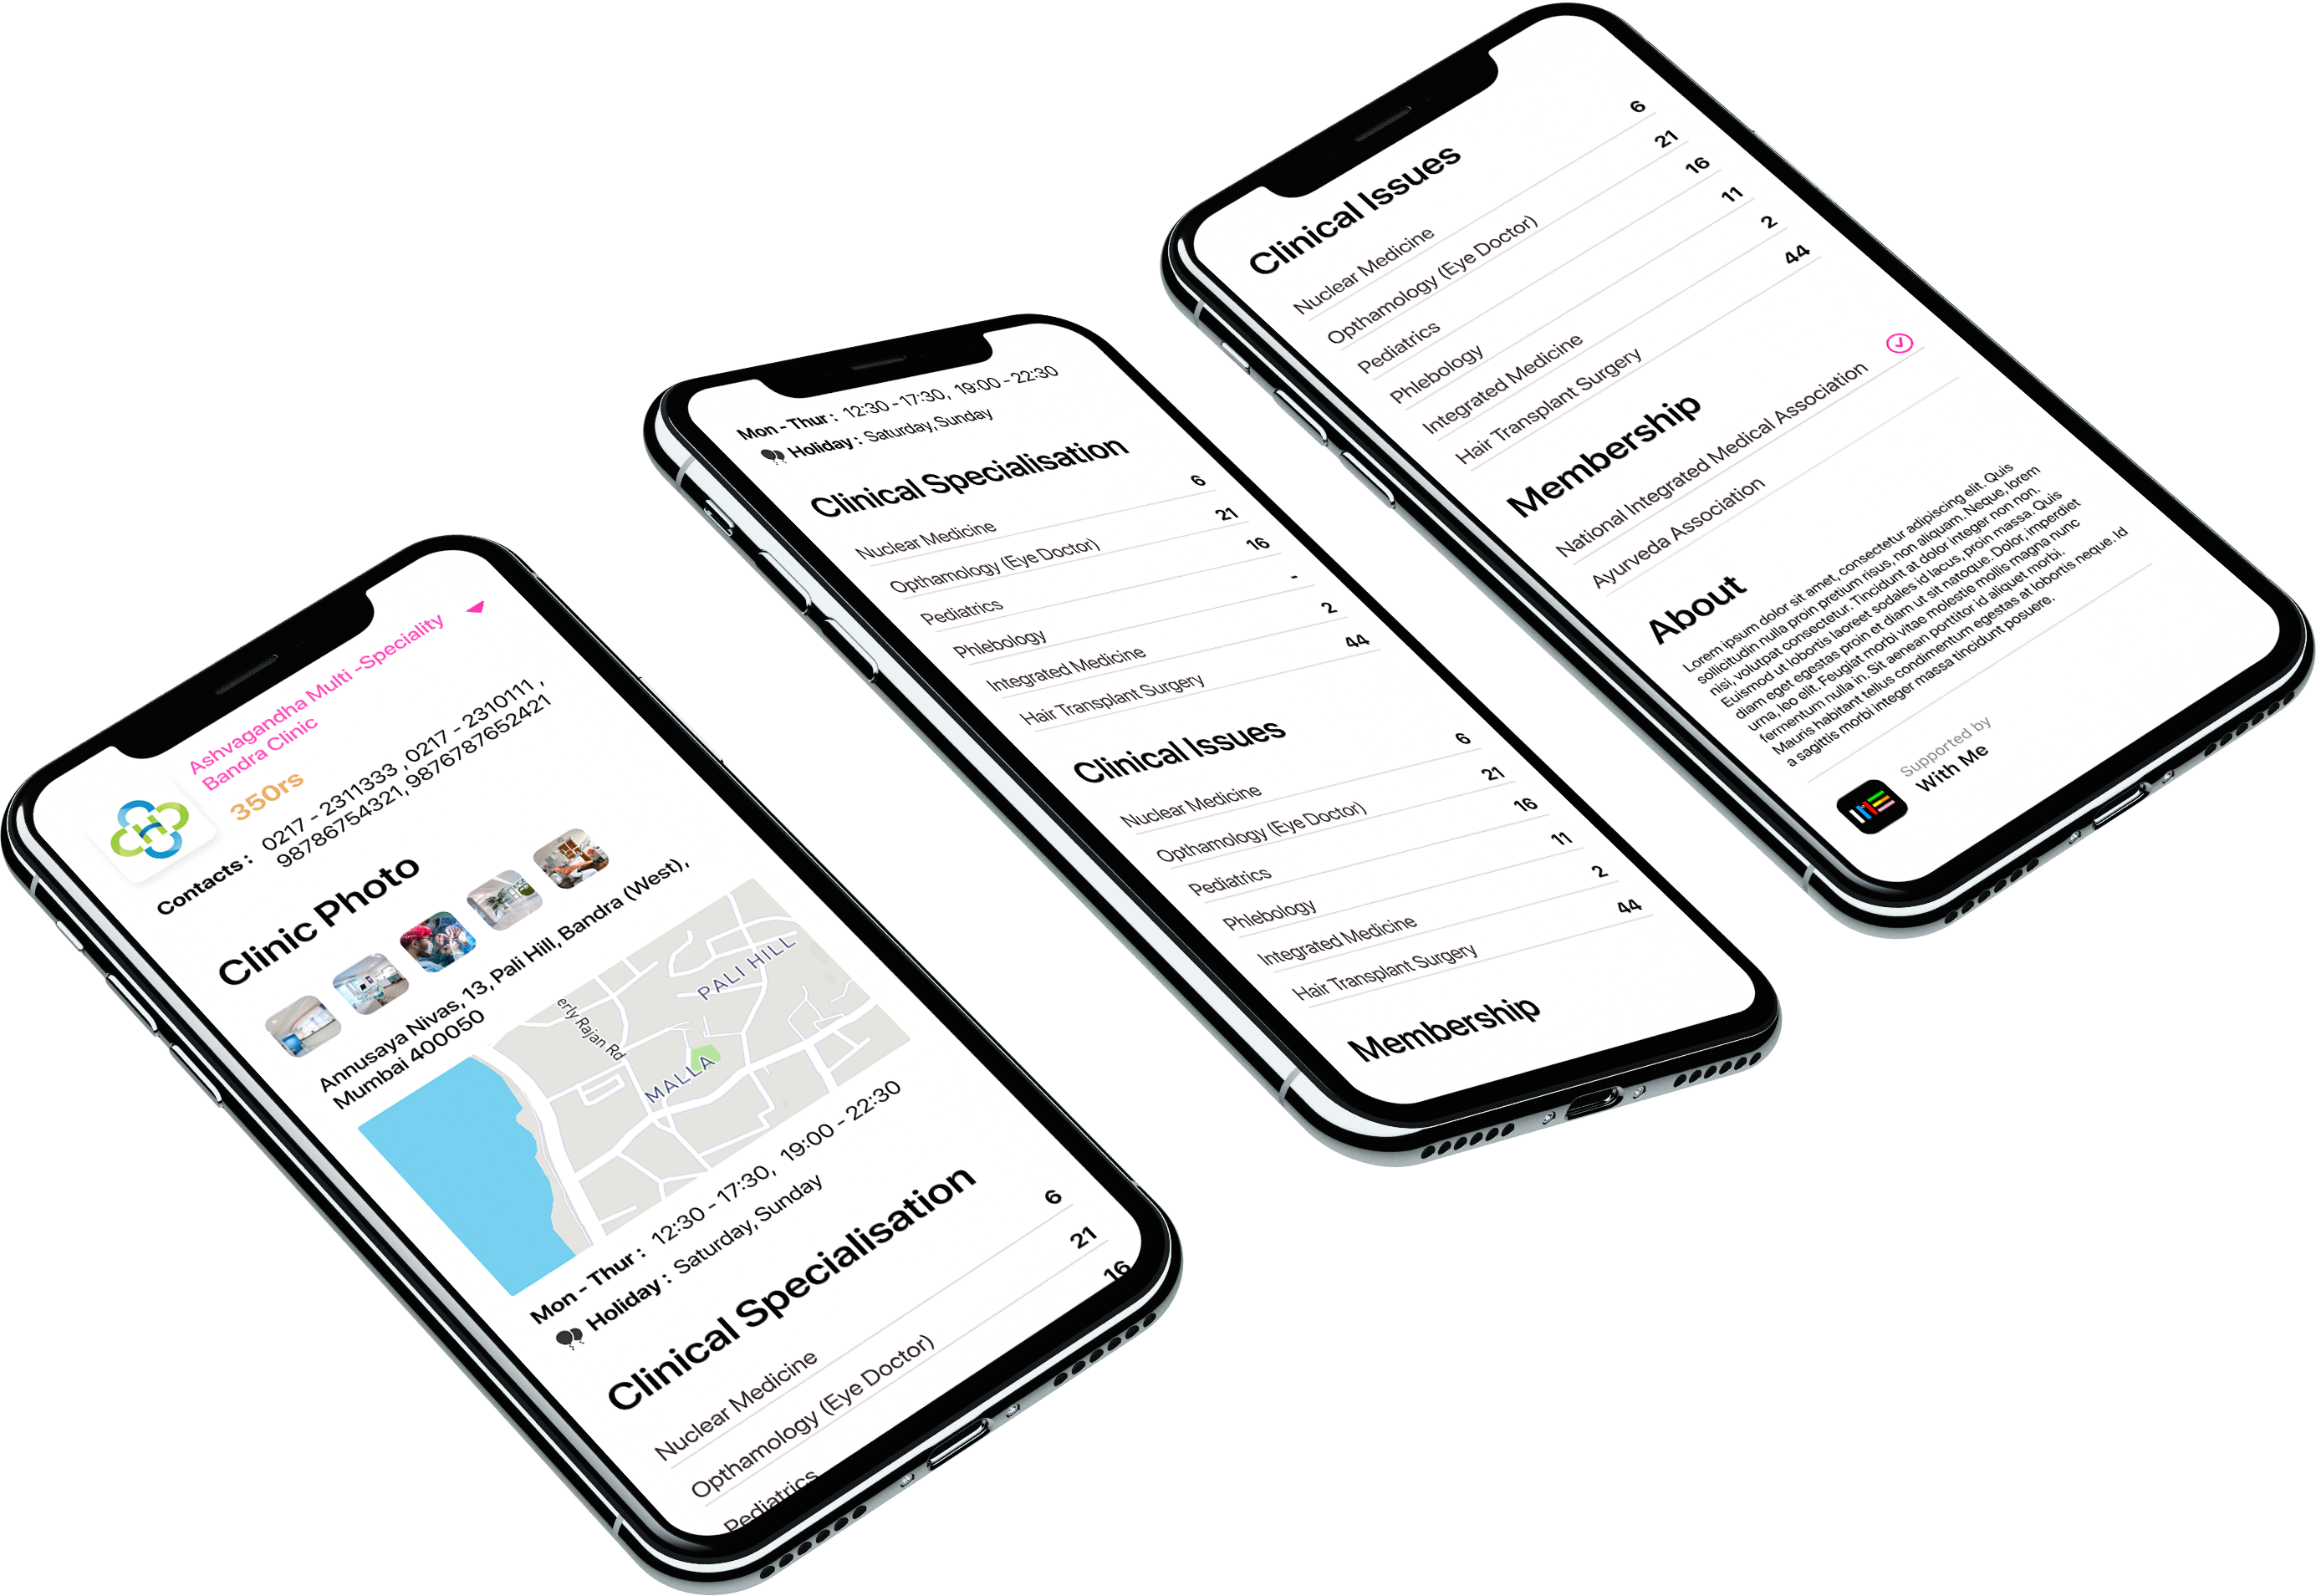 Ashvagandha Multi -Speciality
Bandra Clinic
350rs
Contacts : 0217 - 2311333 , 0217 - 2310111 ,
98786754321, 9876787652421
Clinic Photo
Annusaya Nivas, 13, Pali Hill, Bandra (West),
Mumbai 400050
erly Rajan Rd
PALI HILL
MALLA
Mon - Thur : 12:30 - 17:30, 19:00 - 22:30
Holiday : Saturday, Sunday
Clinical Specialisation
Nuclear Medicine 6
Opthamology (Eye Doctor) 21
Pediatrics 16
Mon - Thur : 12:30 - 17:30, 19:00 - 22:30
Holiday : Saturday, Sunday
Clinical Specialisation
Nuclear Medicine 6
Opthamology (Eye Doctor) 21
Pediatrics 16
Phlebology -
Integrated Medicine 2
Hair Transplant Surgery 44
Clinical Issues
Nuclear Medicine 6
Opthamology (Eye Doctor) 21
Pediatrics 16
Phlebology 11
Integrated Medicine 2
Hair Transplant Surgery 44
Membership
Clinical Issues
Nuclear Medicine 6
Opthamology (Eye Doctor) 21
Pediatrics 16
Phlebology 11
Integrated Medicine 2
Hair Transplant Surgery 44
Membership
National Integrated Medical Association
Ayurveda Association
About
Lorem ipsum dolor sit amet, consectetur adipiscing elit. Quis
sollicitudin nulla proin pretium risus, non aliquam. Neque, lorem
nisi, volutpat consectetur. Tincidunt at dolor integer non non.
Euismod ut lobortis laoreet sodales id lacus, proin massa. Quis
diam eget egestas proin et diam ut sit natoque. Dolor, imperdiet
urna, leo elit. Feugiat morbi vitae molestie mollis magna nunc
fermentum nulla in. Sit aenean porttitor id aliquet morbi.
Mauris habitant tellus condimentum egestas at lobortis neque. Id
a sagittis morbi integer massa tincidunt posuere.
Supported by
With Me